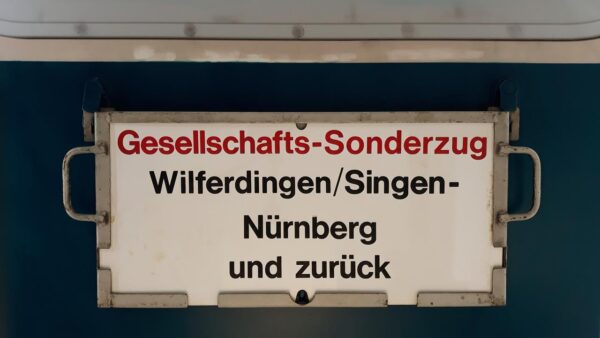 Gesellschafts-Sonderzug
Wilferdingen/Singen-
Nürnberg
und zurück